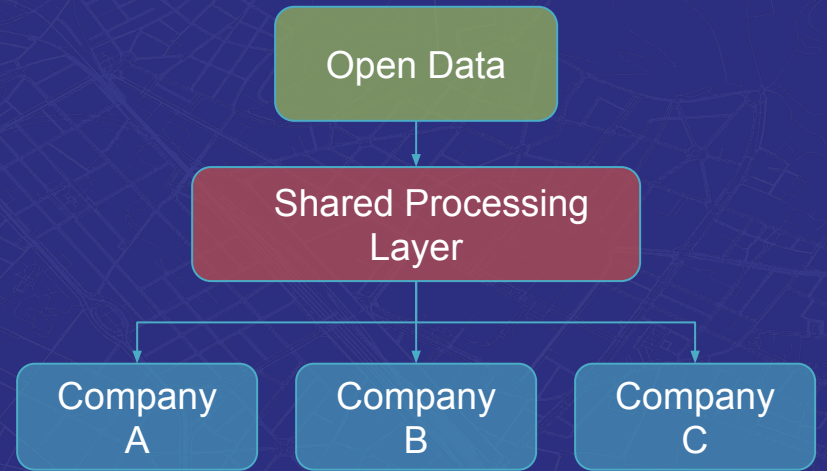 Open Data
Shared Processing
Layer
Company
A
Company
B
Company
C